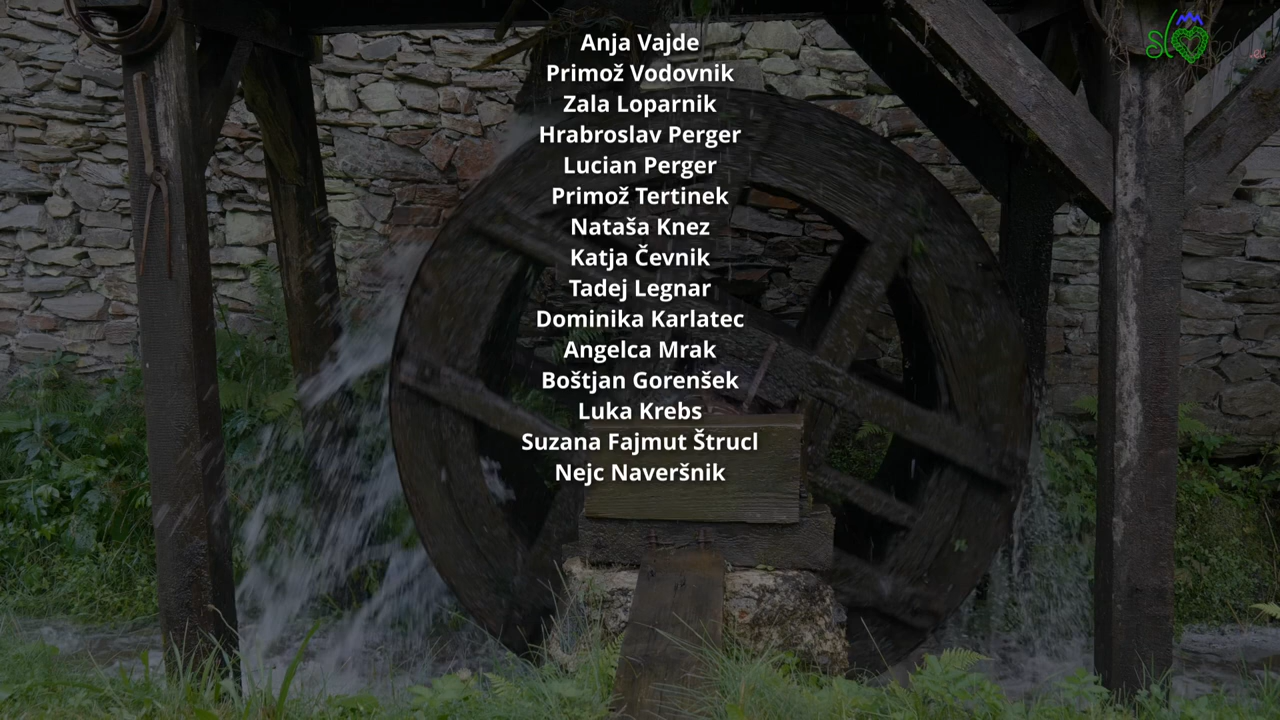 Anja Vajde
Primož Vodovnik
Zala Loparnik
Hrabroslav Perger
Lucian Perger
Primož Tertinek
Nataša Knez
Katja Čevnik
Tadej Legnar
Dominika Karlatec
Angelca Mrak
Boštjan Gorenšek
Luka Krebs
Suzana Fajmut Štrucl
Nejc Naveršnik